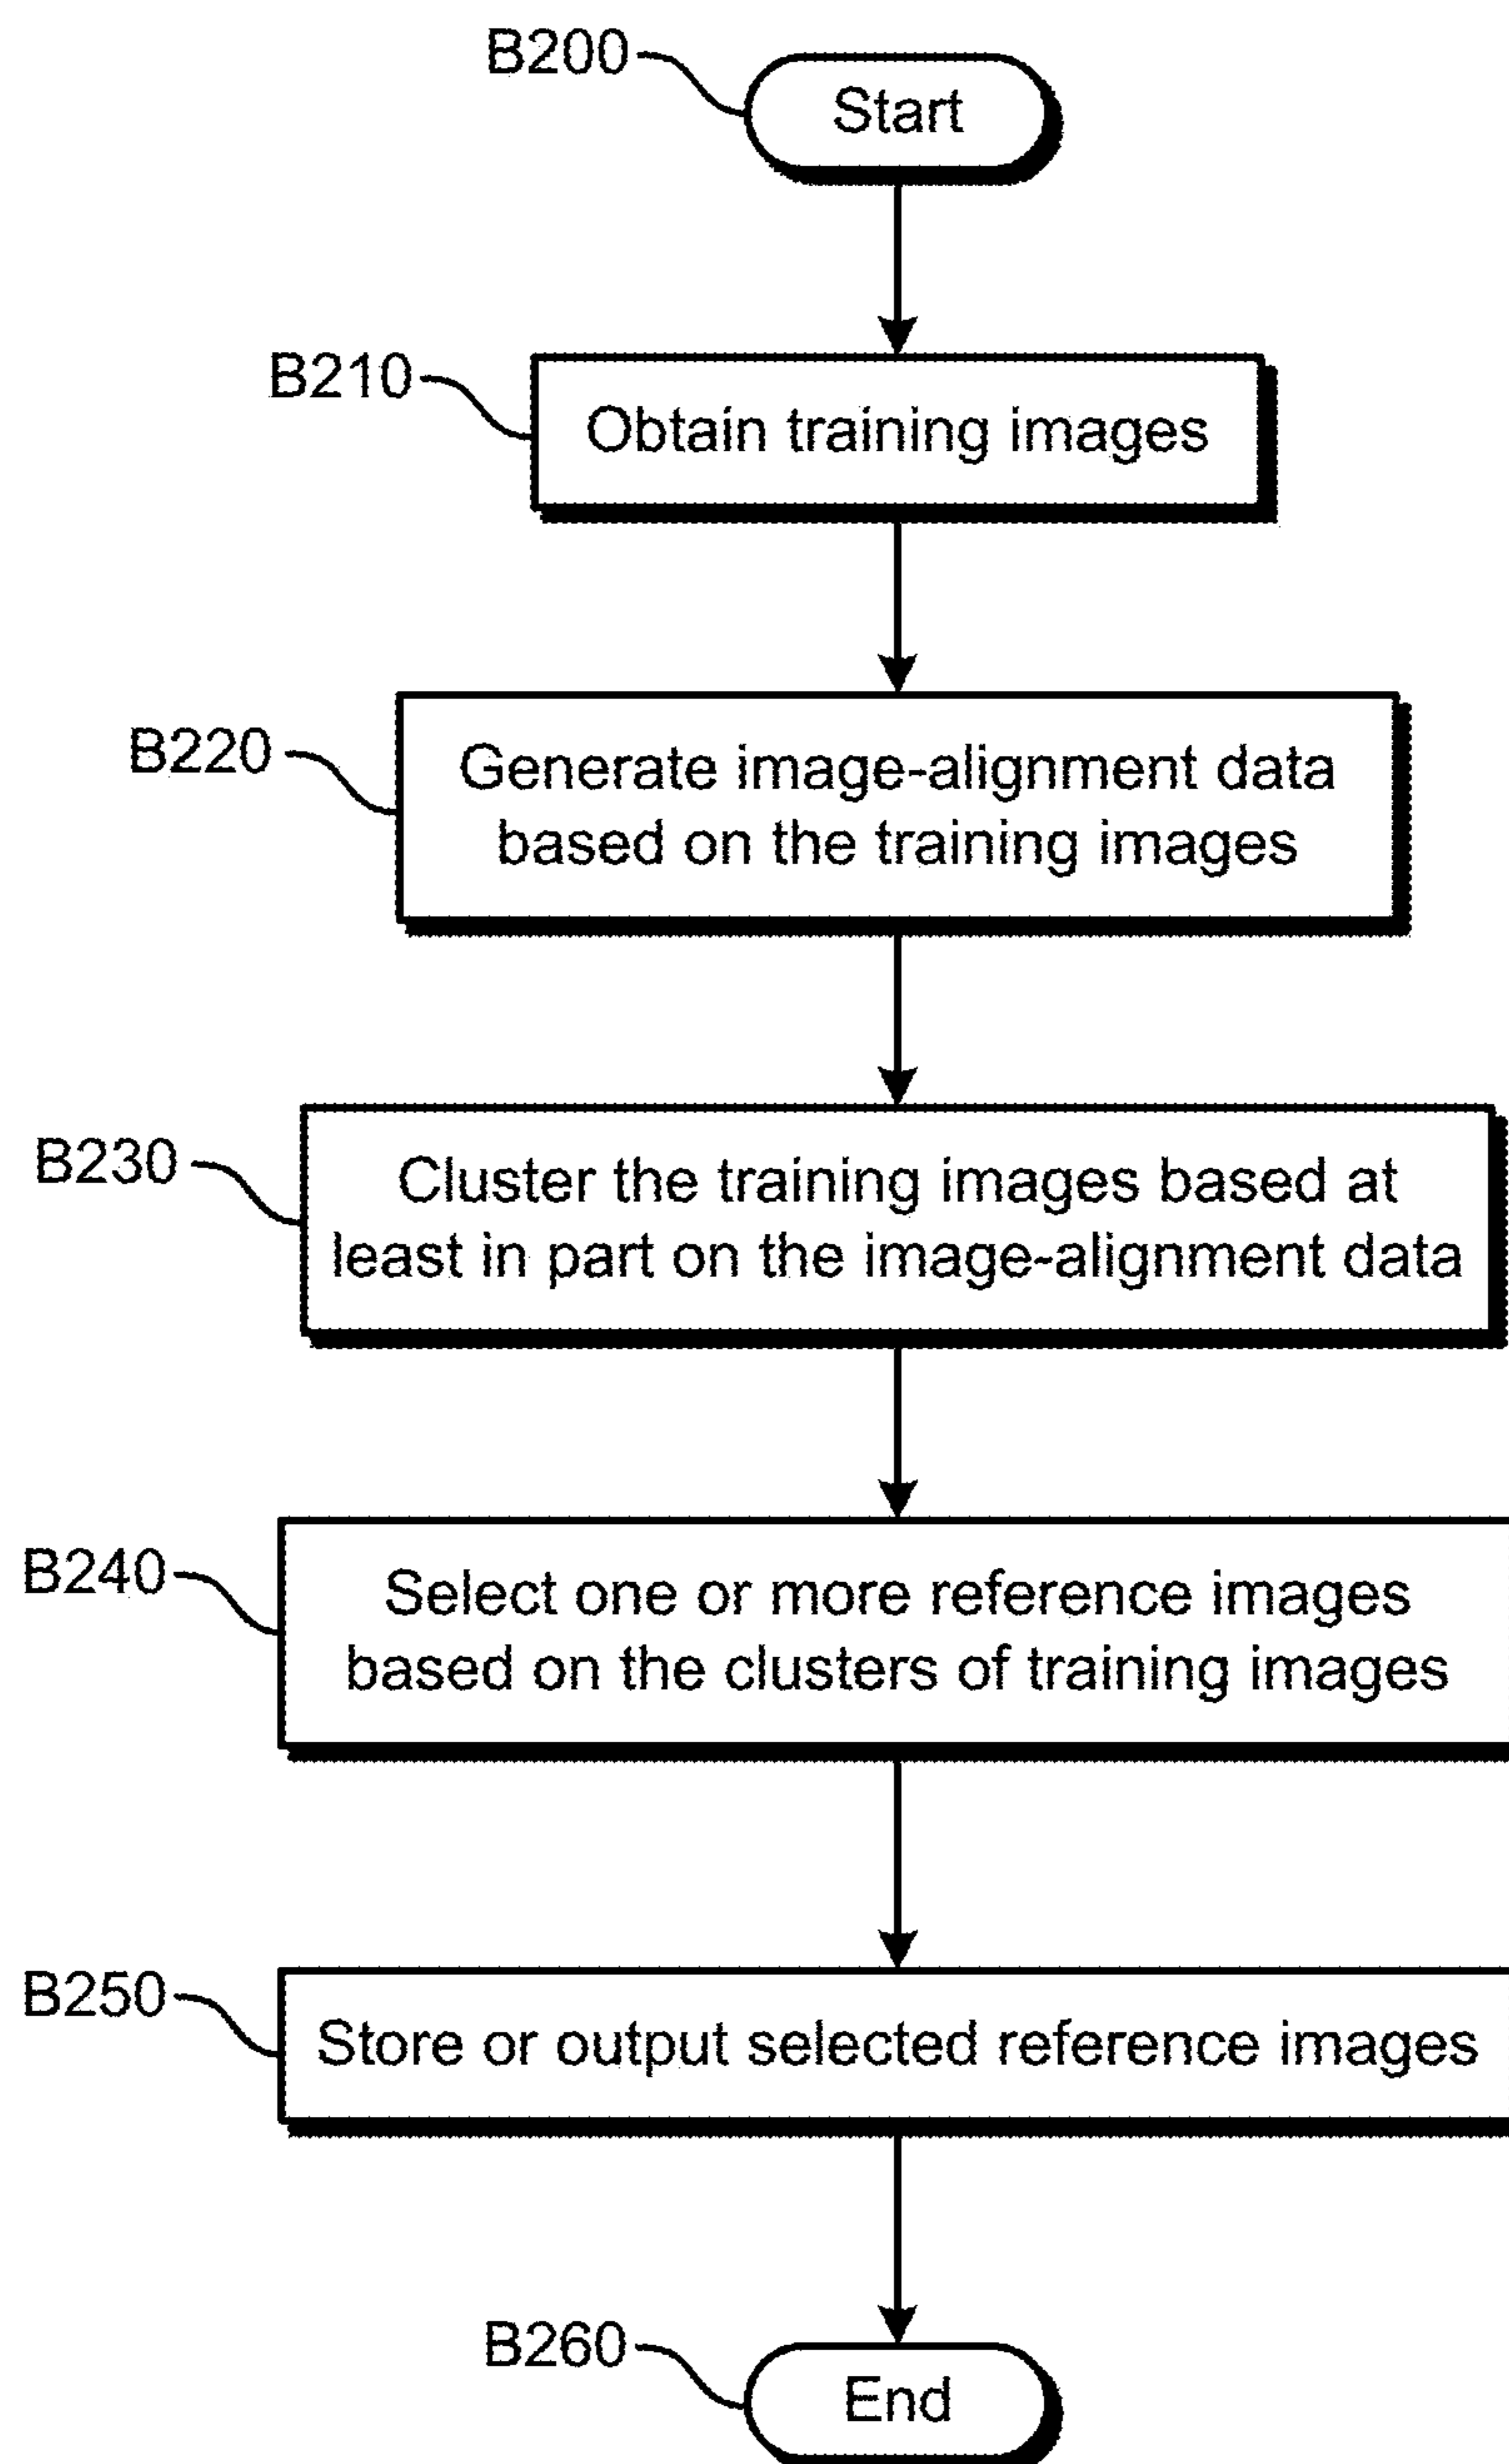 B200
Start
B210
Obtain training images
B220
Generate image-alignment data
based on the training images
B230
Cluster the training images based at
least in part on the image-alignment data
B240
Select one or more reference images
based on the clusters of training images
B250
Store or output selected reference images
B260
End